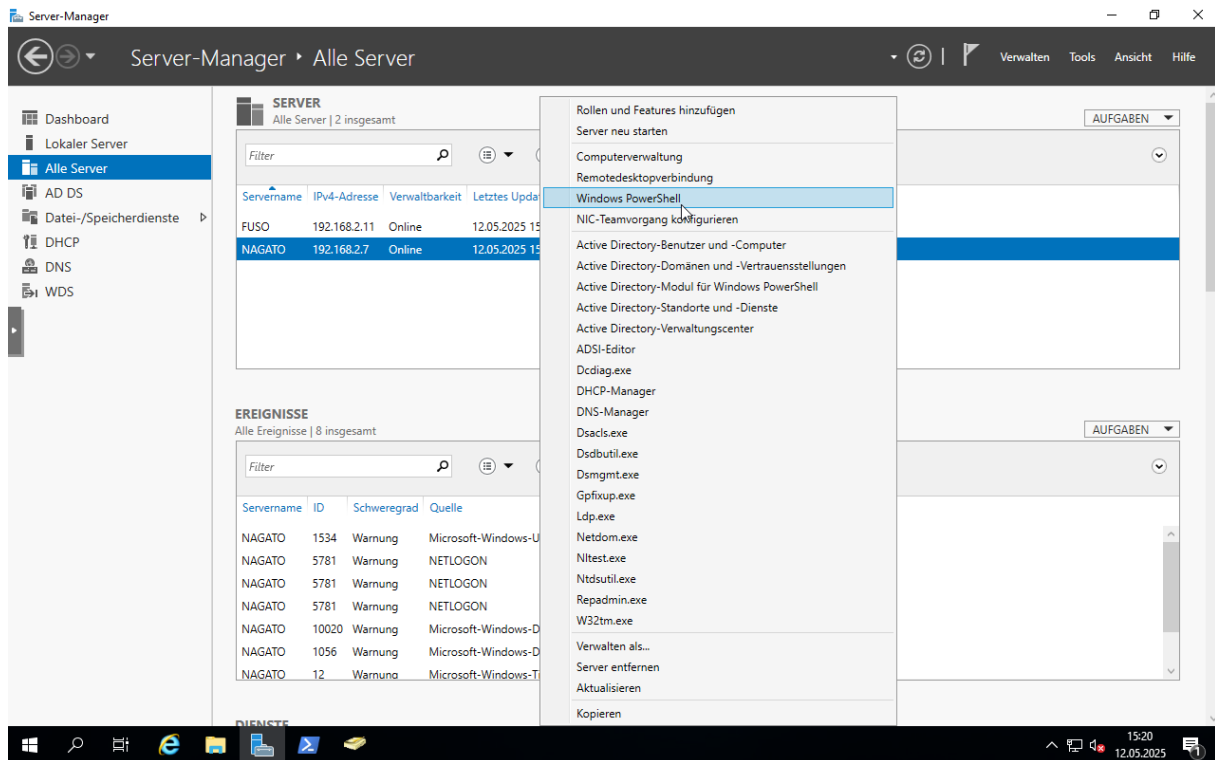 Server-Manager
Server-Manager ‣ Alle Server
Verwalten Tools Ansicht Hilfe
Dashboard
Lokaler Server
Alle Server
AD DS
Datei-/Speicherdienste
DHCP
DNS
WDS
SERVER
Alle Server | 2 insgesamt
AUFGABEN
Filter
Servername IPv4-Adresse Verwaltbarkeit Letztes Upda
FUSO 192.168.2.11 Online 12.05.2025 15
NAGATO 192.168.2.7 Online 12.05.2025 15
EREIGNISSE
Alle Ereignisse | 8 insgesamt
AUFGABEN
Filter
Servername ID Schweregrad Quelle
NAGATO 1534 Warnung Microsoft-Windows-U
NAGATO 5781 Warnung NETLOGON
NAGATO 5781 Warnung NETLOGON
NAGATO 5781 Warnung NETLOGON
NAGATO 10020 Warnung Microsoft-Windows-D
NAGATO 1056 Warnung Microsoft-Windows-D
NAGATO 12 Warnung Microsoft-Windows-Ti
DIENSTE
Rollen und Features hinzufügen
Server neu starten
Computerverwaltung
Remotedesktopverbindung
Windows PowerShell
NIC-Teamvorgang konfigurieren
Active Directory-Benutzer und -Computer
Active Directory-Domänen und -Vertrauensstellungen
Active Directory-Modul für Windows PowerShell
Active Directory-Standorte und -Dienste
Active Directory-Verwaltungscenter
ADSI-Editor
Dcdiag.exe
DHCP-Manager
DNS-Manager
Dsacls.exe
Dsdbutil.exe
Dsmgmt.exe
Gpfixup.exe
Ldp.exe
Netdom.exe
Nltest.exe
Ntdsutil.exe
Repadmin.exe
W32tm.exe
Verwalten als...
Server entfernen
Aktualisieren
Kopieren
15:20
12.05.2025
1